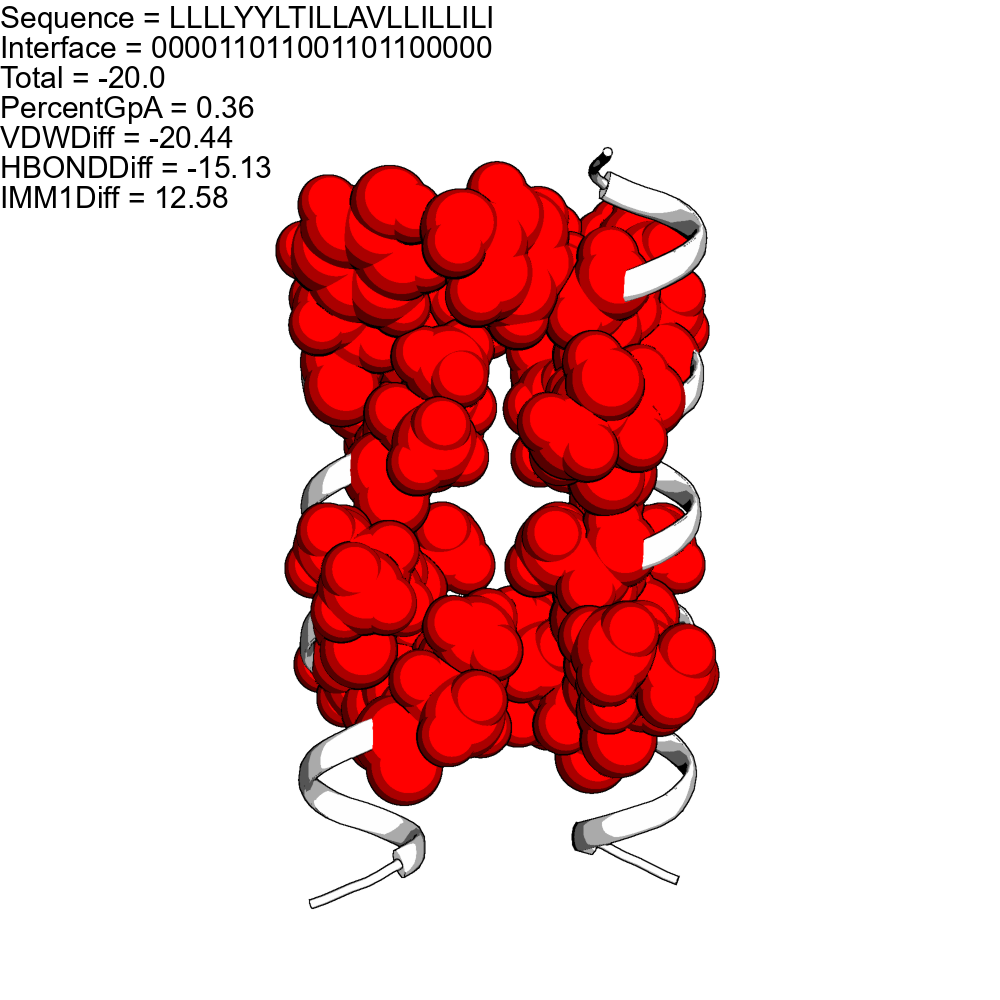 Sequence = LLLLYYLTILLAVLLILLILI
Interface = 000011011001101100000
Total = -20.0
PercentGpA = 0.36
VDWDiff = -20.44
HBONDDiff = -15.13
IMM1Diff = 12.58